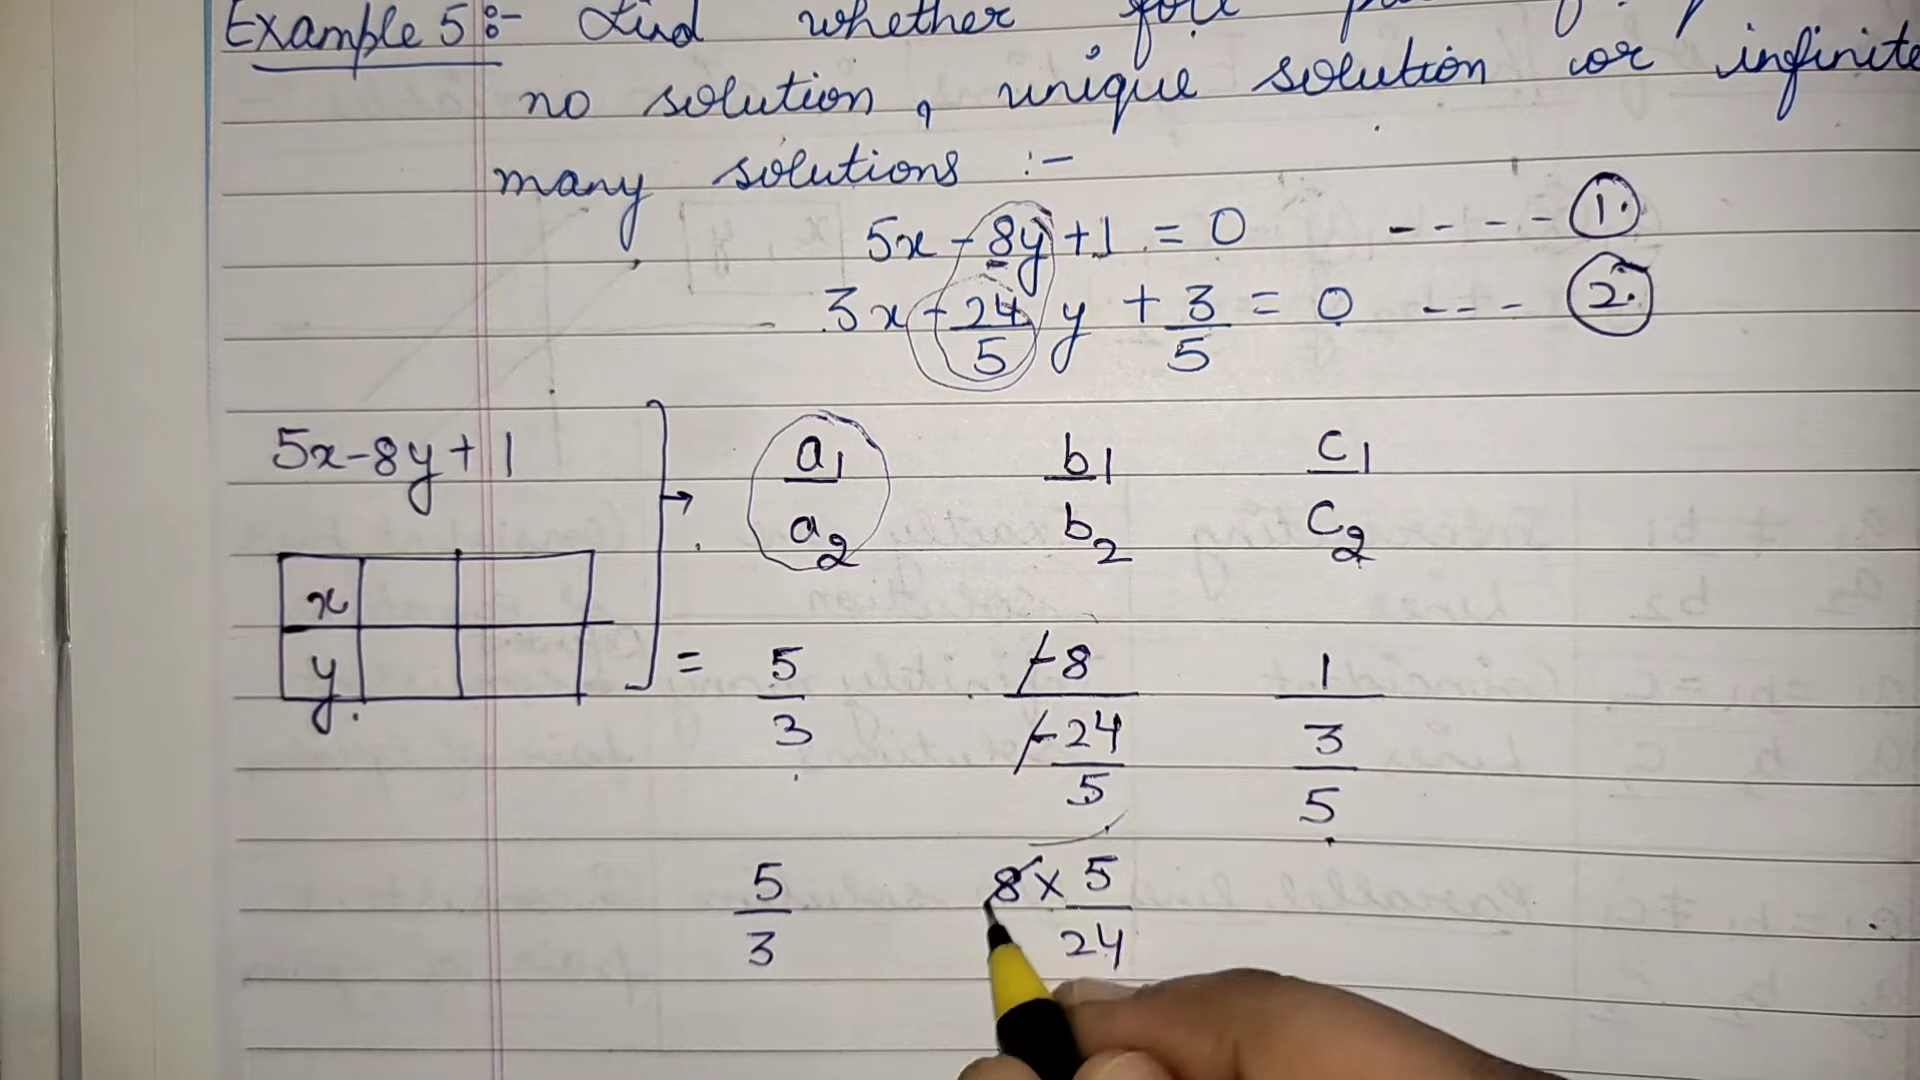 Example 5 :- Find whether
no solution, unique solution or infinite
many solutions :-
5x - 8y + 1 = 0 ---- 1.
3x - 24/5 y + 3/5 = 0 --- 2.
5x - 8y + 1
a1/a2 b1/b2 c1/c2
x
y
= 5/3 -8/(-24/5) 1/(3/5)
5/3 8 x 5/24